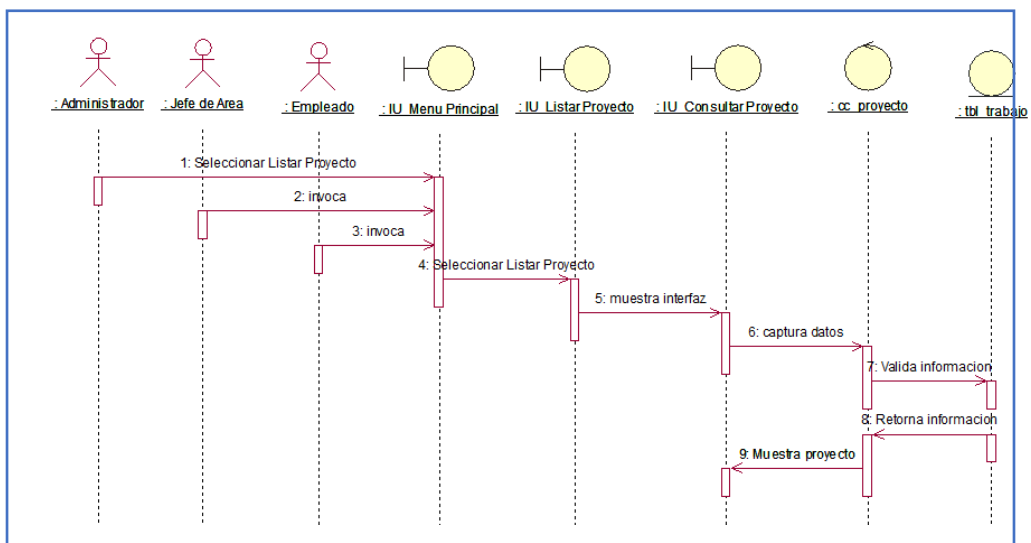 : Administrador
: Jefe de Area
: Empleado
: IU_Menu Principal
: IU_Listar Proyecto
: IU_Consultar Proyecto
: cc_proyecto
: tbl_trabajo
1: Seleccionar Listar Proyecto
2: invoca
3: invoca
4: Seleccionar Listar Proyecto
5: muestra interfaz
6: captura datos
7: Valida informacion
8: Retorna informacion
9: Muestra proyecto